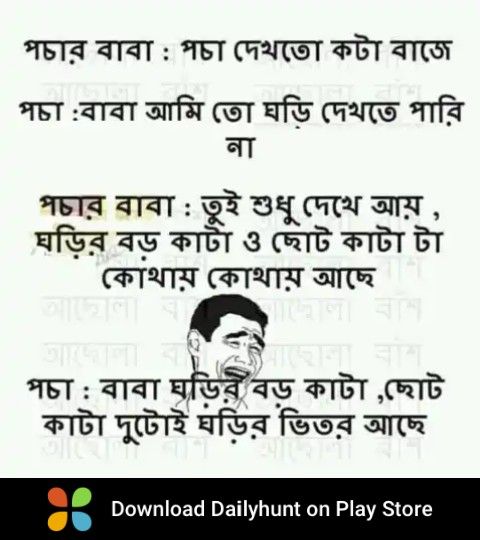 পচার বাবা : পচা দেখতো কটা বাজে
পচা :বাবা আমি তো ঘড়ি দেখতে পারি
না
পচার বাবা : তুই শুধু দেখে আয় ,
ঘড়ির বড় কাটা ও ছোট কাটা টা
কোথায় কোথায় আছে
পচা : বাবা ঘড়ির বড় কাটা ,ছোট
কাটা দুটোই ঘড়ির ভিতর আছে
Download Dailyhunt on Play Store